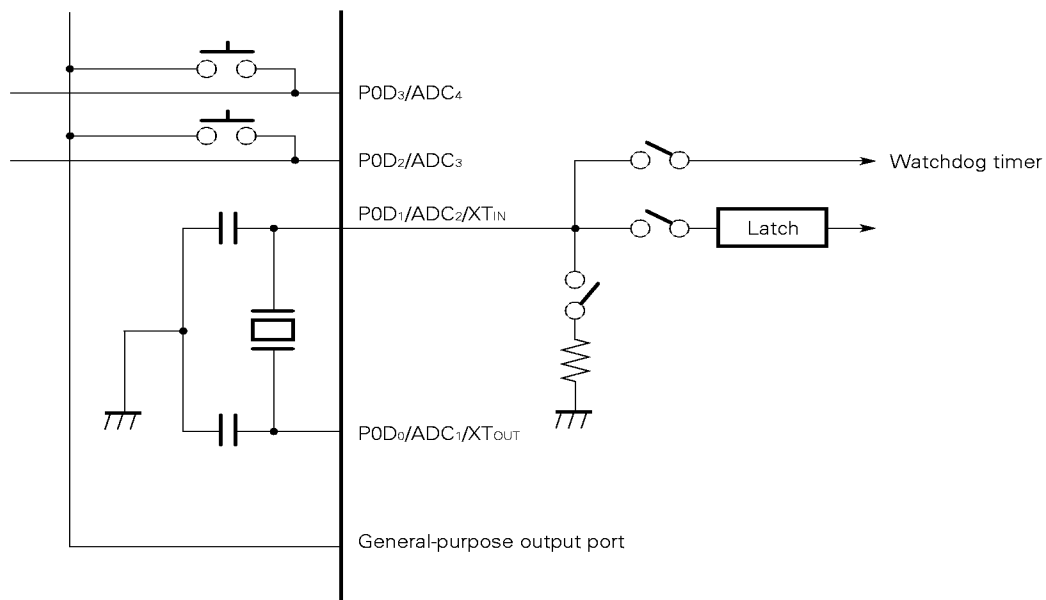 P0D₃/ADC₄
P0D₂/ADC₃
Watchdog timer
P0D₁/ADC₂/XTIN
Latch
P0D₀/ADC₁/XTOUT
General-purpose output port